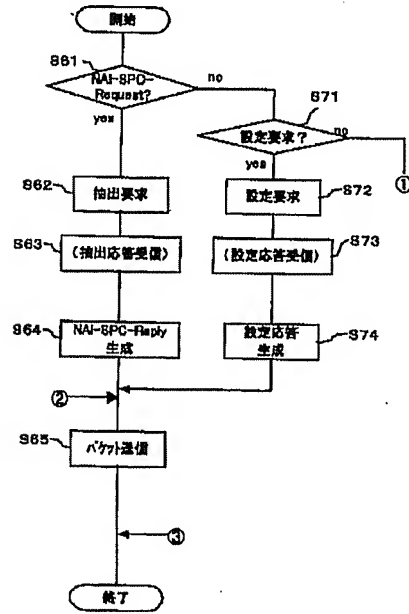 開始
S61
NAI-SPC-
Request?
no
yes
S71
設定要求?
no
yes
①
S62
抽出要求
S72
設定要求
S63
(抽出応答受信)
S73
(設定応答受信)
S64
NAI-SPC-Reply
生成
S74
設定応答
生成
②
S65
パケット送信
③
終了